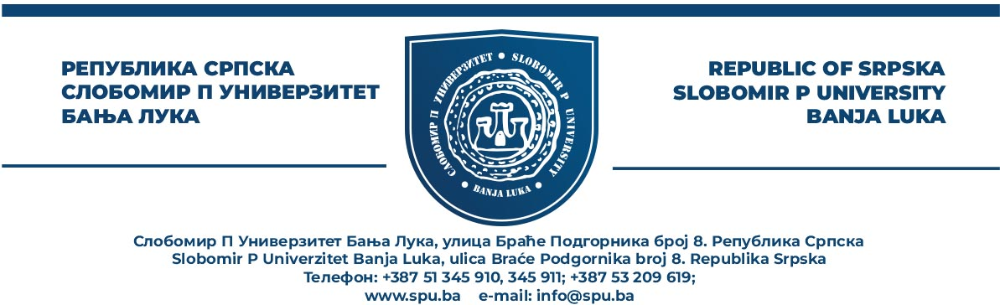 РЕПУБЛИКА СРПСКА
СЛОБОМИР П УНИВЕРЗИТЕТ
БАЊА ЛУКА
СЛОБОМИР П УНИВЕРЗИТЕТ • SLOBOMIR P UNIVERSITY
• BANJA LUKA •
REPUBLIC OF SRPSKA
SLOBOMIR P UNIVERSITY
BANJA LUKA
Слобомир П Универзитет Бања Лука, улица Браће Подгорника број 8. Република Српска
Slobomir P Univerzitet Banja Luka, ulica Braće Podgornika broj 8. Republika Srpska
Телефон: +387 51 345 910, 345 911; +387 53 209 619;
www.spu.ba e-mail: info@spu.ba